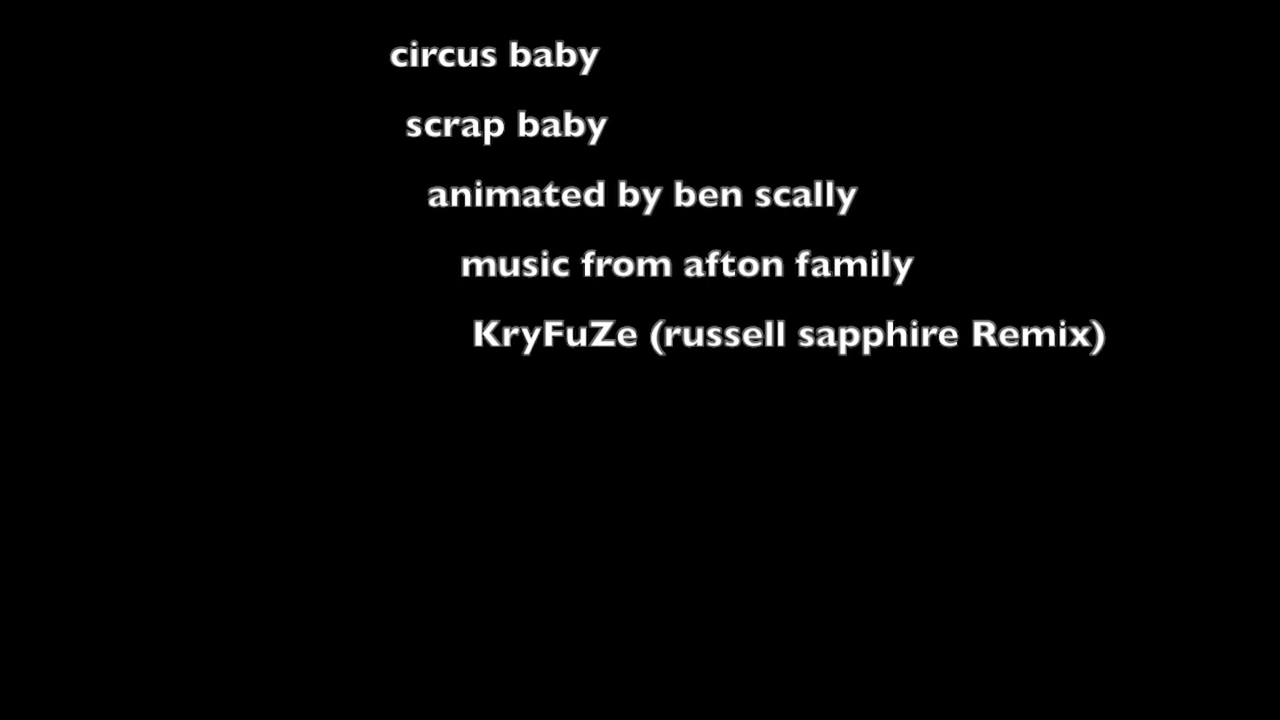 circus baby
scrap baby
animated by ben scally
music from afton family
KryFuZe (russell sapphire Remix)